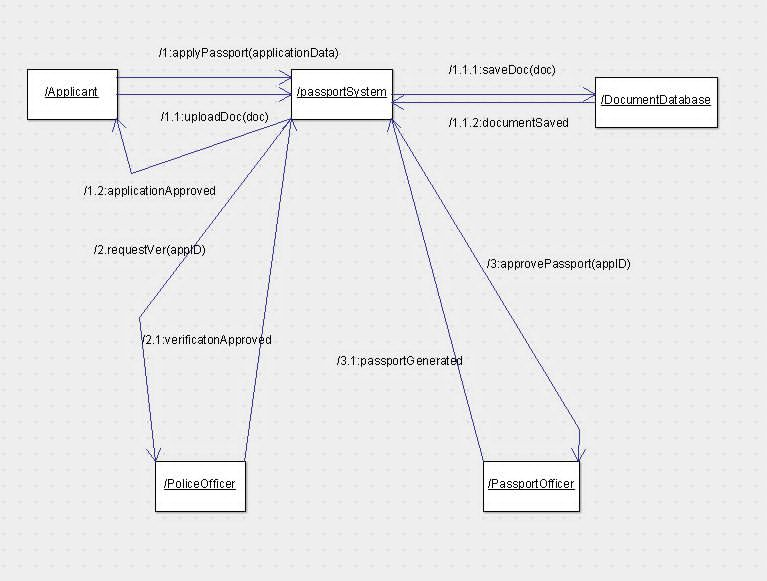 /1:applyPassport(applicationData)
/1.1.1:saveDoc(doc)
/Applicant
/passportSystem
/DocumentDatabase
/1.1:uploadDoc(doc)
/1.1.2:documentSaved
/1.2:applicationApproved
/2.requestVer(appID)
/3:approvePassport(appID)
/2.1:verificatonApproved
/3.1:passportGenerated
/PoliceOfficer
/PassportOfficer